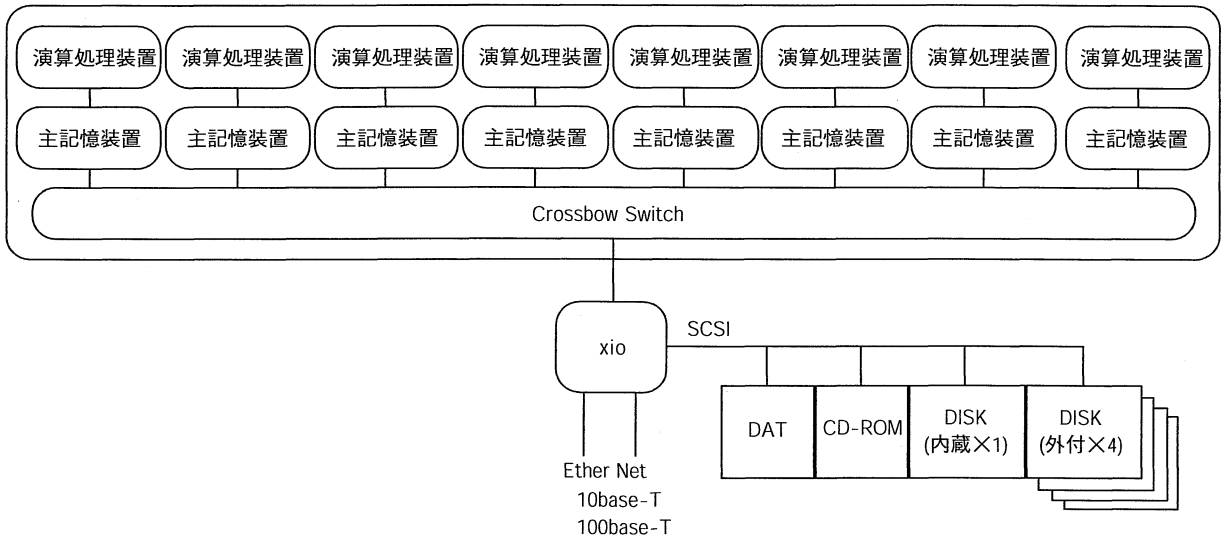 演算処理装置 演算処理装置 演算処理装置 演算処理装置 演算処理装置 演算処理装置 演算処理装置 演算処理装置
主記憶装置 主記憶装置 主記憶装置 主記憶装置 主記憶装置 主記憶装置 主記憶装置 主記憶装置
Crossbow Switch
xio
SCSI
DAT
CD-ROM
DISK
(内蔵×1)
DISK
(外付×4)
Ether Net
10base-T
100base-T